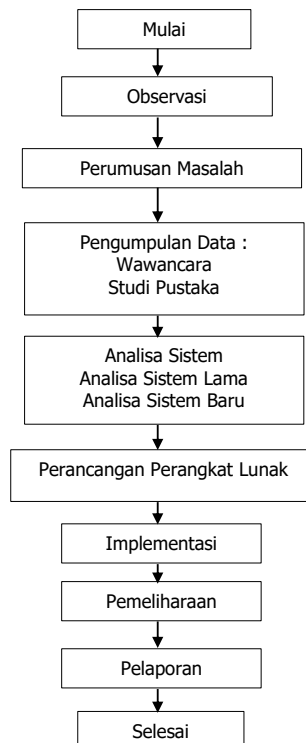 Mulai
Observasi
Perumusan Masalah
Pengumpulan Data :
Wawancara
Studi Pustaka
Analisa Sistem
Analisa Sistem Lama
Analisa Sistem Baru
Perancangan Perangkat Lunak
Implementasi
Pemeliharaan
Pelaporan
Selesai